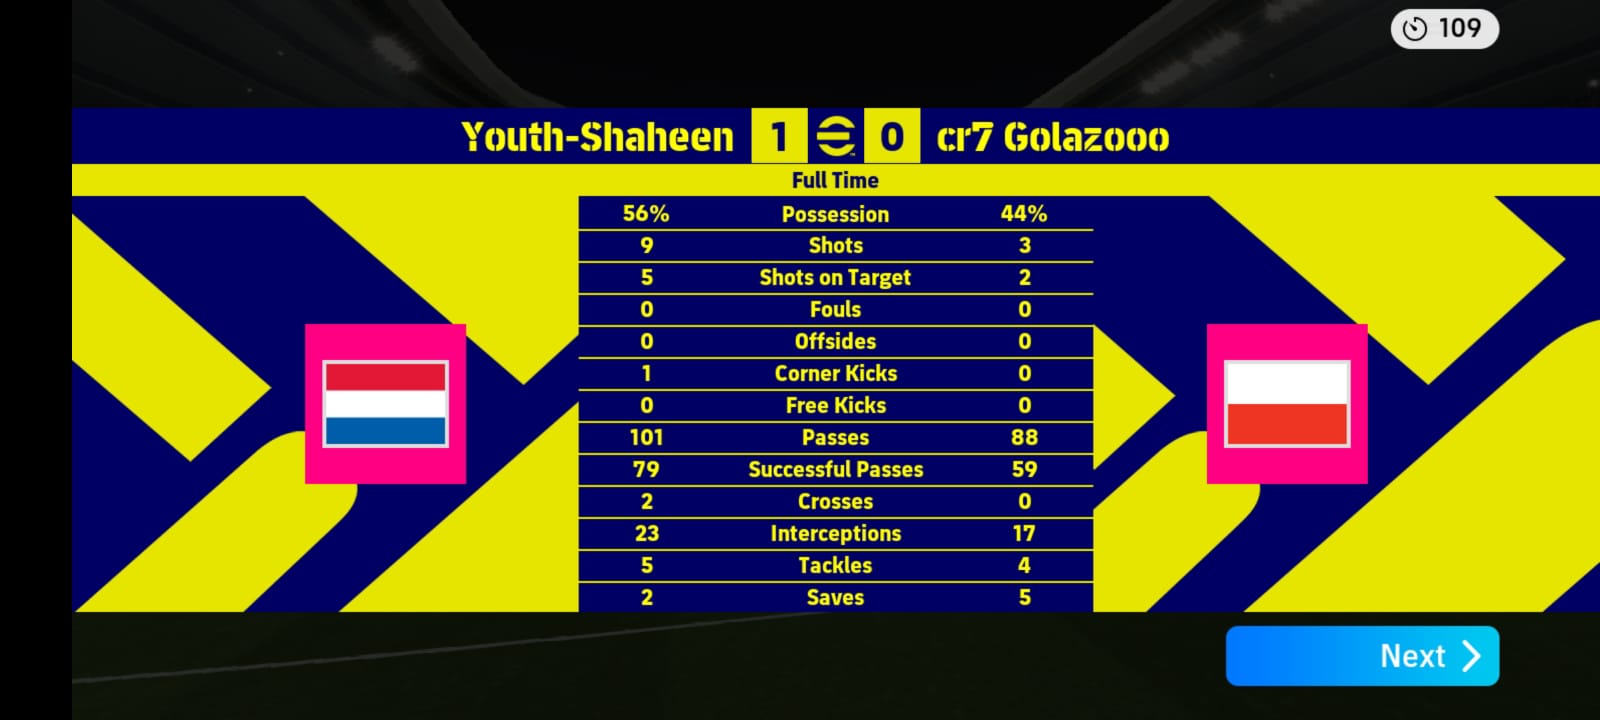 109
Youth-Shaheen 1 0 cr7 Golazooo
Full Time
56% Possession 44%
9 Shots 3
5 Shots on Target 2
0 Fouls 0
0 Offsides 0
1 Corner Kicks 0
0 Free Kicks 0
101 Passes 88
79 Successful Passes 59
2 Crosses 0
23 Interceptions 17
5 Tackles 4
2 Saves 5
Next